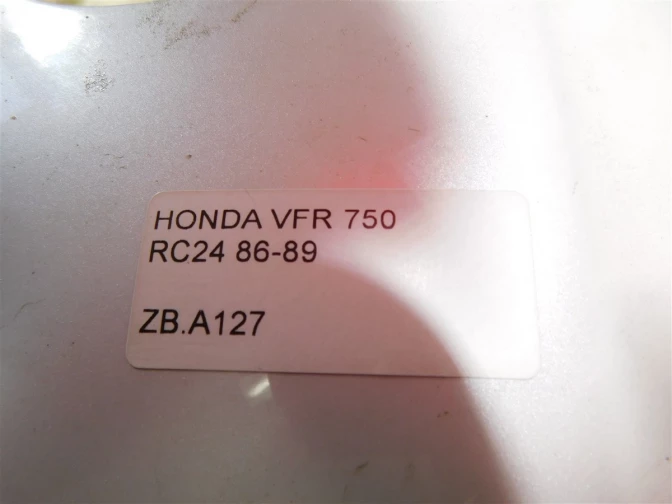 HONDA VFR 750
RC24 86-89
ZB.A127